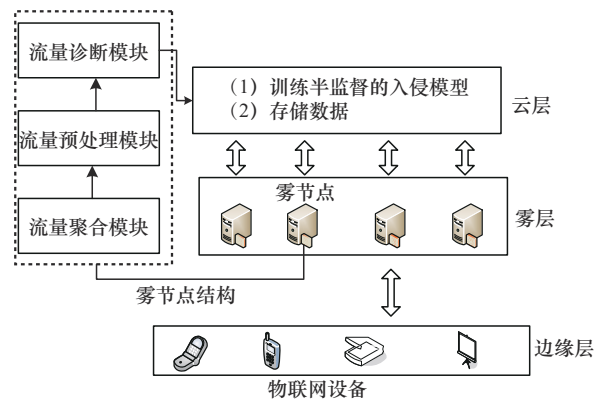 流量诊断模块
流量预处理模块
流量聚合模块
(1) 训练半监督的入侵模型
(2) 存储数据
云层
雾节点
雾层
雾节点结构
边缘层
物联网设备